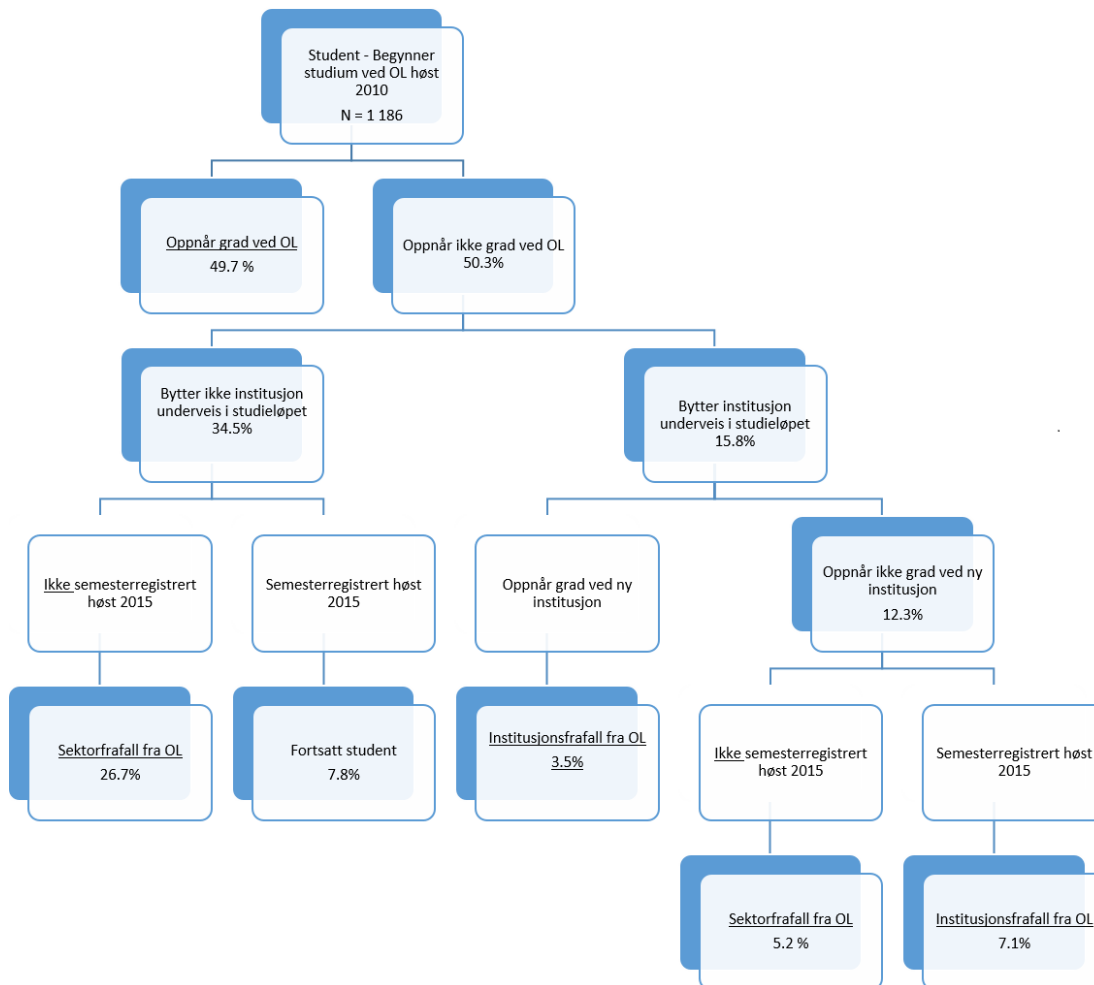 Student - Begynner
studium ved OL høst
2010
N = 1 186
Oppnår grad ved OL
49.7 %
Oppnår ikke grad ved OL
50.3%
Bytter ikke institusjon
underveis i studieløpet
34.5%
Bytter institusjon
underveis i studieløpet
15.8%
Ikke semesterregistrert
høst 2015
Semesterregistrert høst
2015
Oppnår grad ved ny
institusjon
Oppnår ikke grad ved ny
institusjon
12.3%
Sektorfrafall fra OL
26.7%
Fortsatt student
7.8%
Institusjonsfrafall fra OL
3.5%
Ikke semesterregistrert
høst 2015
Semesterregistrert høst
2015
Sektorfrafall fra OL
5.2 %
Institusjonsfrafall fra OL
7.1%